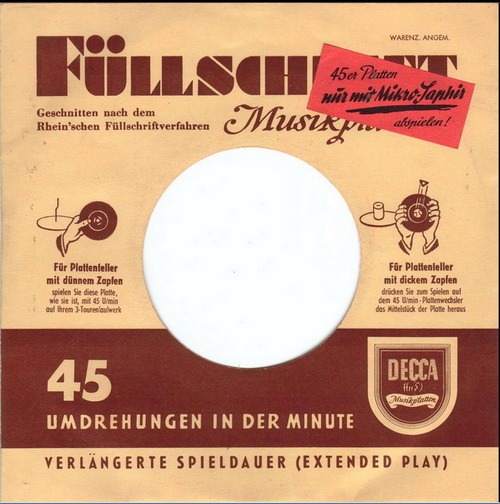 WARENZ. ANGEM.
FÜLLSCH
T
45er Platten
nur mit Mikro-Saphir
abspielen!
Geschnitten nach dem
Rhein'schen Füllschriftverfahren
Musikpla
Für Plattenteller
mit dünnem Zapfen
spielen Sie diese Platte,
wie sie ist, mit 45 U/min
auf Ihrem 3-Tourenlaufwerk
Für Plattenteller
mit dickem Zapfen
drücken Sie zum Spielen auf
dem 45 U/min-Plattenwechsler
das Mittelstück der Platte heraus
45
UMDREHUNGEN IN DER MINUTE
DECCA
ffrr
Musikplatten
VERLÄNGERTE SPIELDAUER (EXTENDED PLAY)